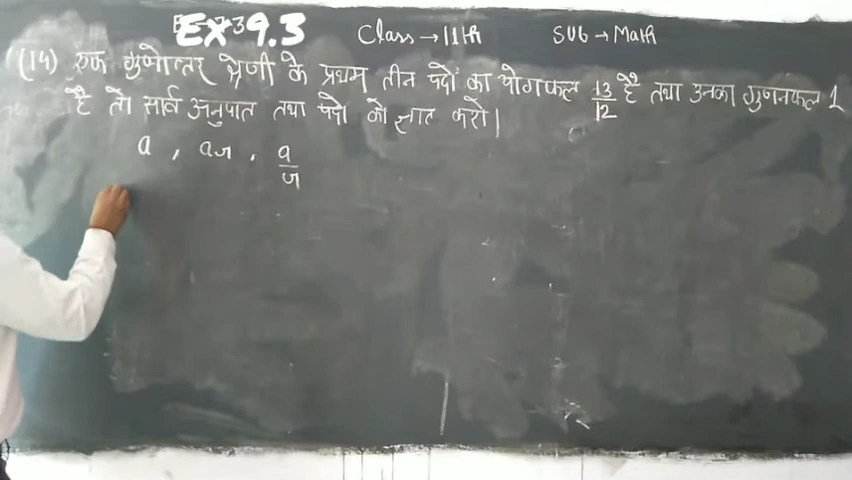 EX 9.3 Class → 11th SUB → Math
(14) एक गुणोत्तर श्रेणी के प्रथम तीन पदों का योगफल 13/12 है तथा उनका गुणनफल 1
है तो सार्व अनुपात तथा पदो को ज्ञात करो।
a , ar , a/r